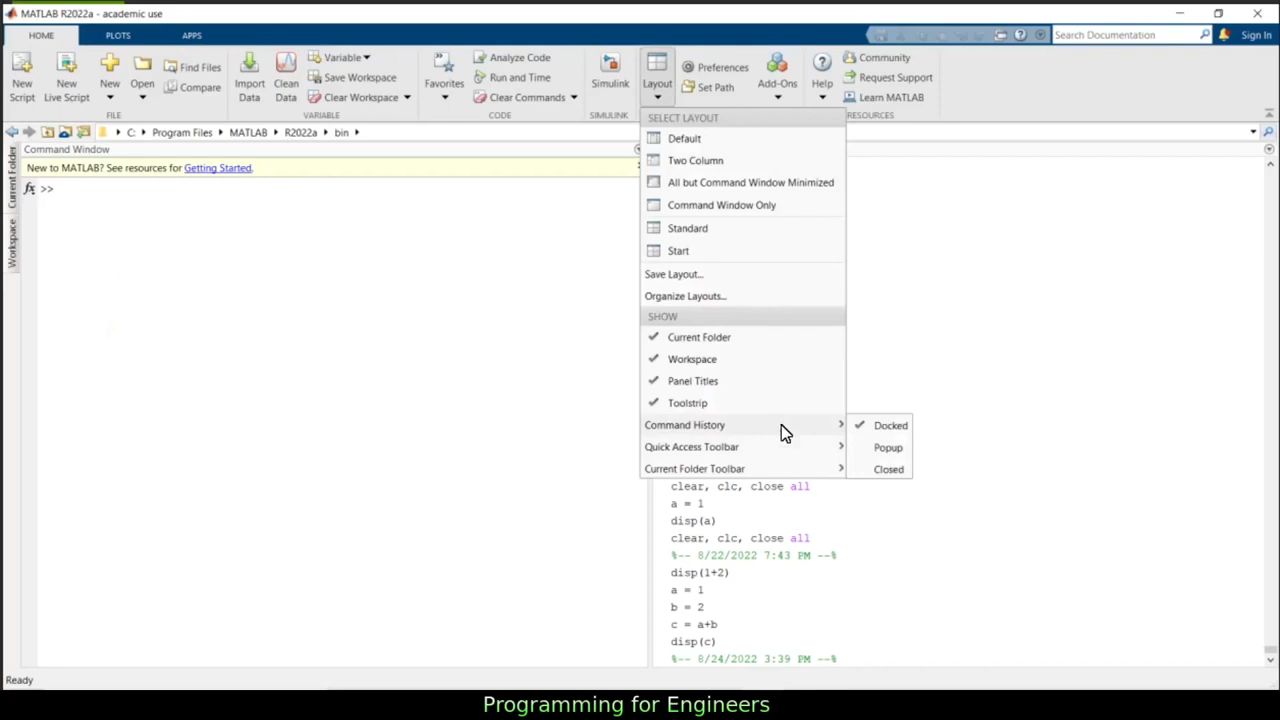 MATLAB R2022a - academic use
HOME PLOTS APPS
Search Documentation
Sign In
New Script
New Live Script
New
Open
Find Files
Compare
Import Data
Clean Data
Variable
Save Workspace
Clear Workspace
Favorites
Analyze Code
Run and Time
Clear Commands
Simulink
Layout
Preferences
Set Path
Add-Ons
Help
Community
Request Support
Learn MATLAB
FILE VARIABLE CODE SIMULINK RESOURCES
C: Program Files MATLAB R2022a bin
Current Folder
Workspace
Command Window
New to MATLAB? See resources for Getting Started.
fx >>
SELECT LAYOUT
Default
Two Column
All but Command Window Minimized
Command Window Only
Standard
Start
Save Layout...
Organize Layouts...
SHOW
Current Folder
Workspace
Panel Titles
Toolstrip
Command History
Quick Access Toolbar
Current Folder Toolbar
Docked
Popup
Closed
clear, clc, close all
a = 1
disp(a)
clear, clc, close all
%-- 8/22/2022 7:43 PM --%
disp(1+2)
a = 1
b = 2
c = a+b
disp(c)
%-- 8/24/2022 3:39 PM --%
Ready
Programming for Engineers